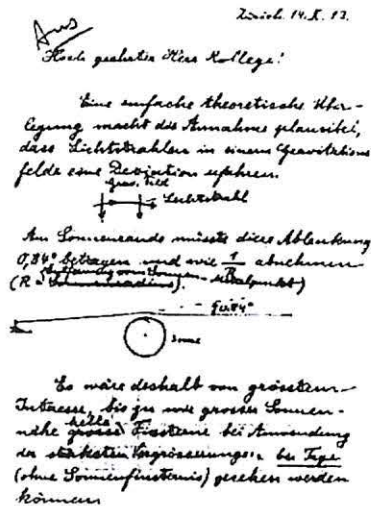 Zürich. 14. X. 13.
Hoch geehrter Herr Kollege!
Eine einfache theoretische Über-
legung macht die Annahme plausibel,
dass Lichtstrahlen in einem Gravitations
felde eine Deviation erfahren.
Grav. Feld
Lichtstrahl
Am Sonnenrande müsste diese Ablenkung
0,84" betragen und wie 1/R abnehmen
(R = Sonnenradius). Mittelpunkt)
0,84"
Sonne
Es wäre deshalb von grösstem
Interesse, bis zu wie grosser Sonnen-
nähe helle grosse Fixsterne bei Anwendung
der stärksten Vergrösserungen bei Tage
(ohne Sonnenfinsternis) gesehen werden
können